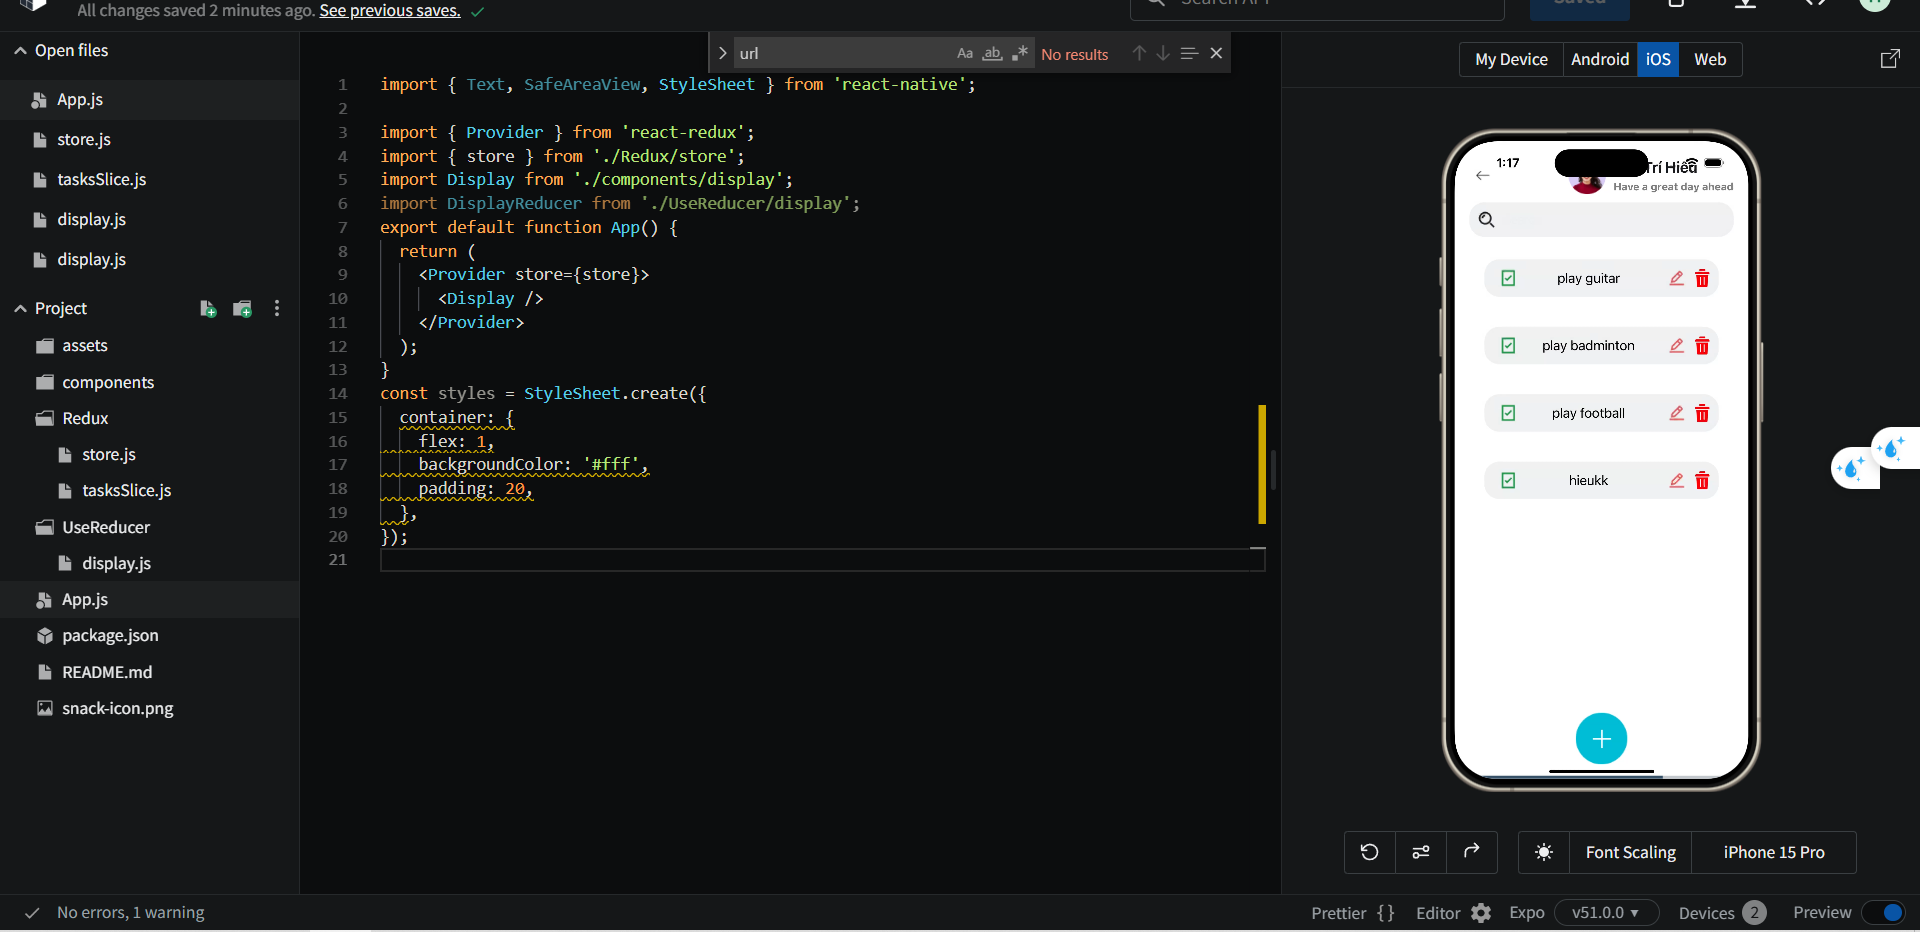 All changes saved 2 minutes ago. See previous saves.
Search API
Saved
Open files
App.js
store.js
tasksSlice.js
display.js
display.js
Project
assets
components
Redux
store.js
tasksSlice.js
UseReducer
display.js
App.js
package.json
README.md
snack-icon.png
url
Aa ab .*
No results
1 import { Text, SafeAreaView, StyleSheet } from 'react-native';
2
3 import { Provider } from 'react-redux';
4 import { store } from './Redux/store';
5 import Display from './components/display';
6 import DisplayReducer from './UseReducer/display';
7 export default function App() {
8 return (
9 <Provider store={store}>
10 <Display />
11 </Provider>
12 );
13 }
14 const styles = StyleSheet.create({
15 container: {
16 flex: 1,
17 backgroundColor: '#fff',
18 padding: 20,
19 },
20 });
21
My Device Android iOS Web
1:17
Trí Hiếu
Have a great day ahead
play guitar
play badminton
play football
hieukk
Font Scaling
iPhone 15 Pro
No errors, 1 warning
Prettier {}
Editor
Expo v51.0.0
Devices 2
Preview